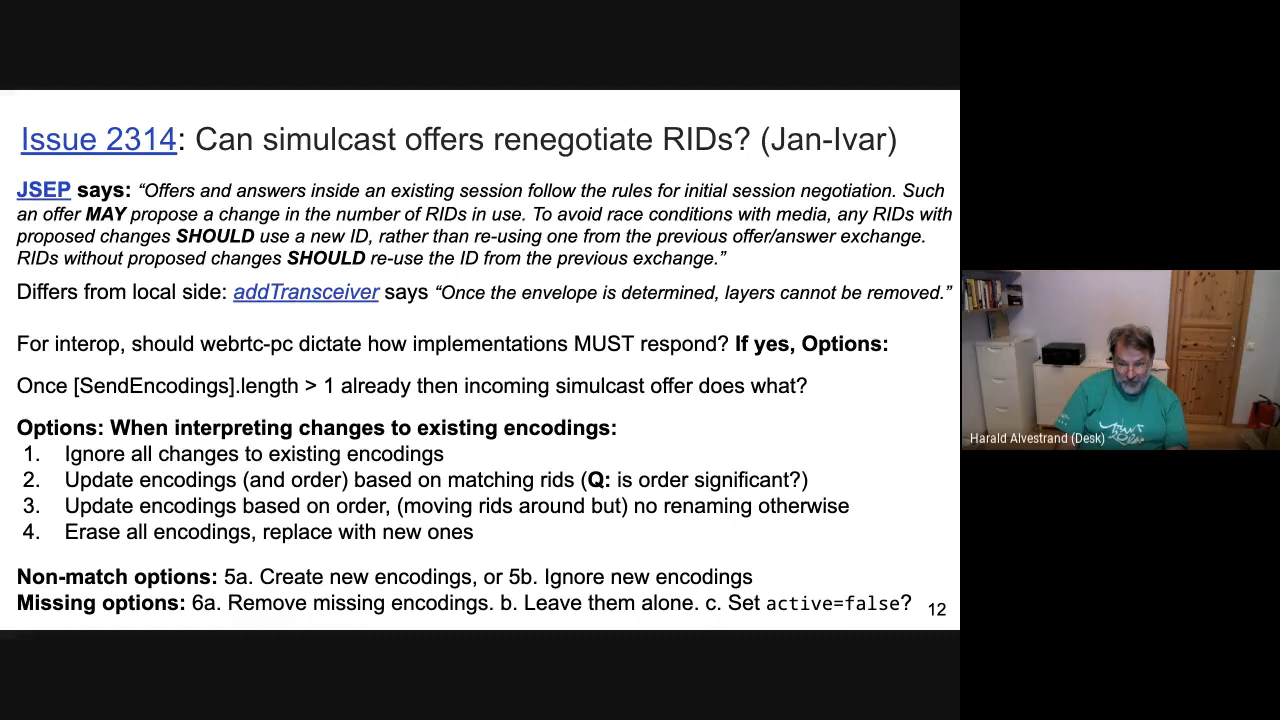 Issue 2314: Can simulcast offers renegotiate RIDs? (Jan-Ivar)
JSEP says: “Offers and answers inside an existing session follow the rules for initial session negotiation. Such
an offer MAY propose a change in the number of RIDs in use. To avoid race conditions with media, any RIDs with
proposed changes SHOULD use a new ID, rather than re-using one from the previous offer/answer exchange.
RIDs without proposed changes SHOULD re-use the ID from the previous exchange.”
Differs from local side: addTransceiver says “Once the envelope is determined, layers cannot be removed.”
For interop, should webrtc-pc dictate how implementations MUST respond? If yes, Options:
Once [SendEncodings].length > 1 already then incoming simulcast offer does what?
Options: When interpreting changes to existing encodings:
1. Ignore all changes to existing encodings
2. Update encodings (and order) based on matching rids (Q: is order significant?)
3. Update encodings based on order, (moving rids around but) no renaming otherwise
4. Erase all encodings, replace with new ones
Non-match options: 5a. Create new encodings, or 5b. Ignore new encodings
Missing options: 6a. Remove missing encodings. b. Leave them alone. c. Set active=false?
12
Harald Alvestrand (Desk)